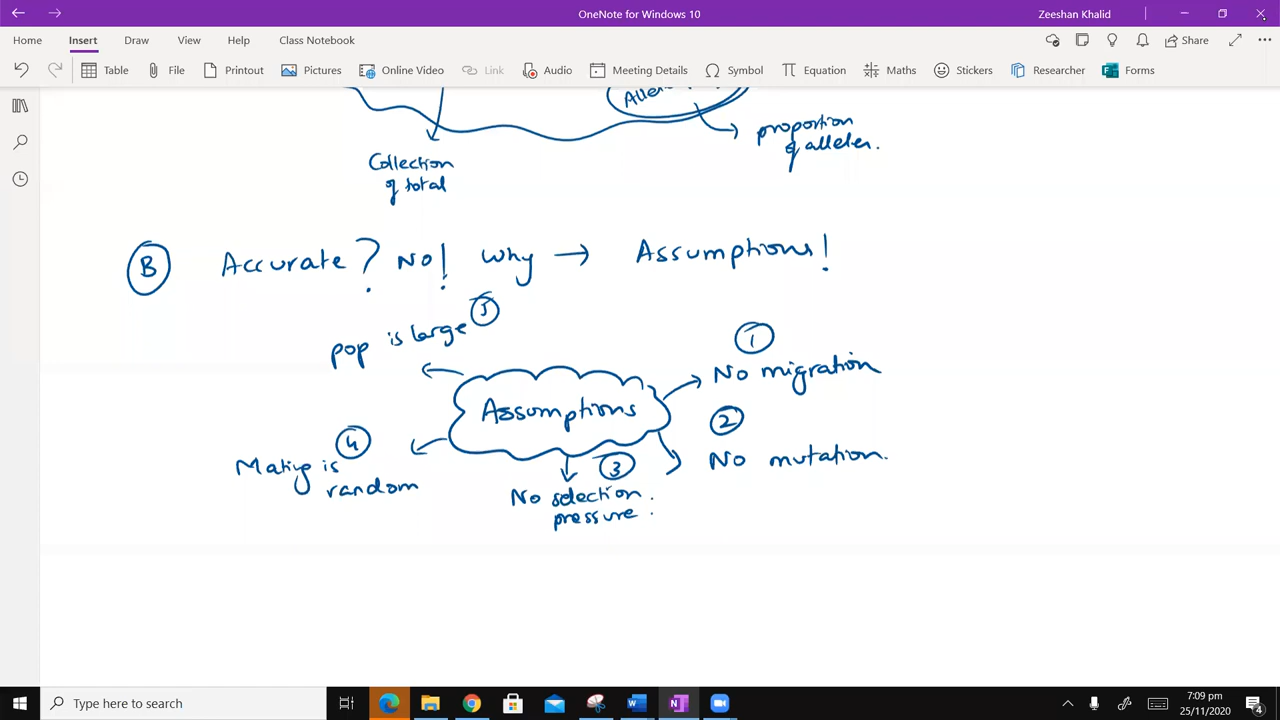 OneNote for Windows 10
Zeeshan Khalid
Home Insert Draw View Help Class Notebook
Share
Table File Printout Pictures Online Video Link Audio Meeting Details Symbol Equation Maths Stickers Researcher Forms
proportion
of alleles.
Collection
of total
B Accurate? No! Why → Assumptions!
5
pop is large
1
No migration
Assumptions
2
4
Mating is
random
No mutation.
3
No selection
pressure.
Type here to search
7:09 pm
25/11/2020
4